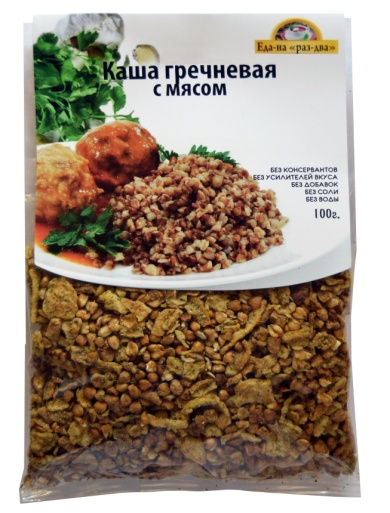 Еда-на «раз-два»
Каша гречневая
с мясом
БЕЗ КОНСЕРВАНТОВ
БЕЗ УСИЛИТЕЛЕЙ ВКУСА
БЕЗ ДОБАВОК
БЕЗ СОЛИ
БЕЗ ВОДЫ
100г.